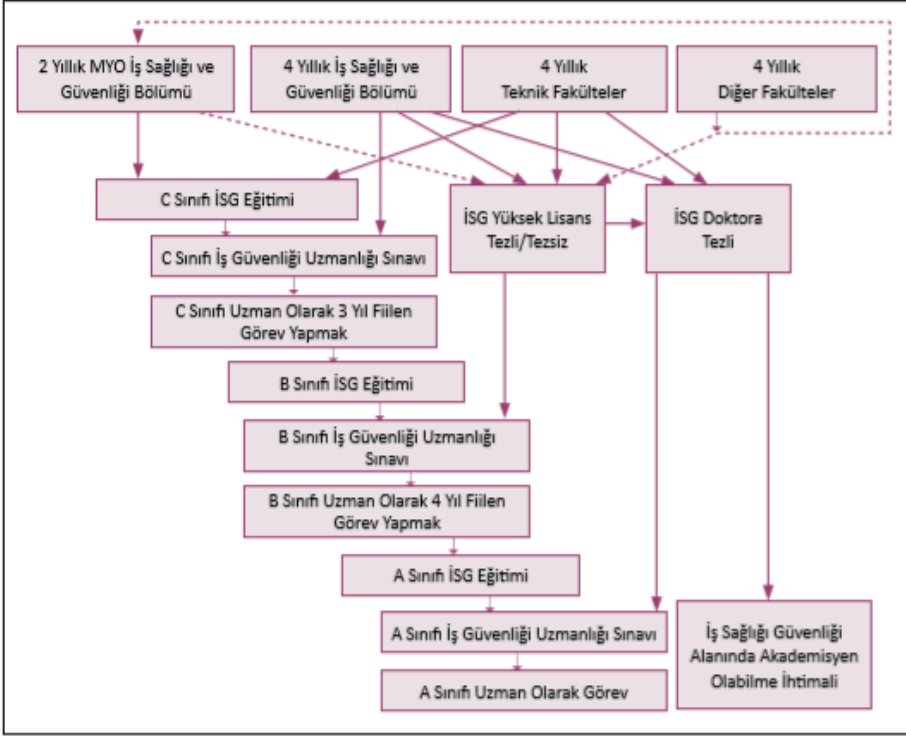 2 Yıllık MYO İş Sağlığı ve
Güvenliği Bölümü
4 Yıllık İş Sağlığı ve
Güvenliği Bölümü
4 Yıllık
Teknik Fakülteler
4 Yıllık
Diğer Fakülteler
C Sınıfı İSG Eğitimi
İSG Yüksek Lisans
Tezli/Tezsiz
İSG Doktora
Tezli
C Sınıfı İş Güvenliği Uzmanlığı Sınavı
C Sınıfı Uzman Olarak 3 Yıl Fiilen
Görev Yapmak
B Sınıfı İSG Eğitimi
B Sınıfı İş Güvenliği Uzmanlığı
Sınavı
B Sınıfı Uzman Olarak 4 Yıl Fiilen
Görev Yapmak
A Sınıfı İSG Eğitimi
A Sınıfı İş Güvenliği Uzmanlığı Sınavı
İş Sağlığı Güvenliği
Alanında Akademisyen
Olabilme İhtimali
A Sınıfı Uzman Olarak Görev